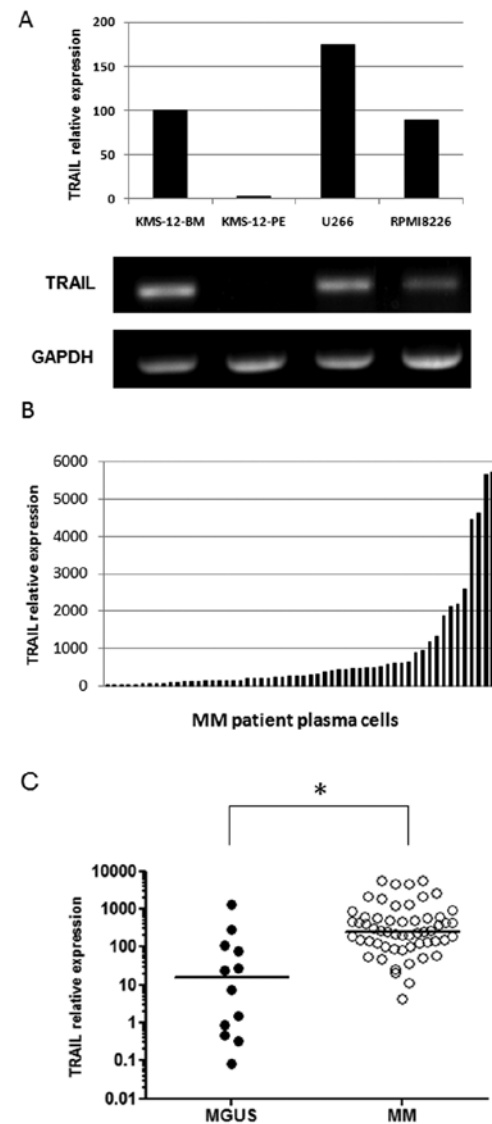 A
TRAIL relative expression
200
150
100
50
0
KMS-12-BM KMS-12-PE U266 RPMI8226
TRAIL
GAPDH
B
TRAIL relative expression
6000
5000
4000
3000
2000
1000
0
MM patient plasma cells
C
*
TRAIL relative expression
10000
1000
100
10
1
0.1
0.01
MGUS MM